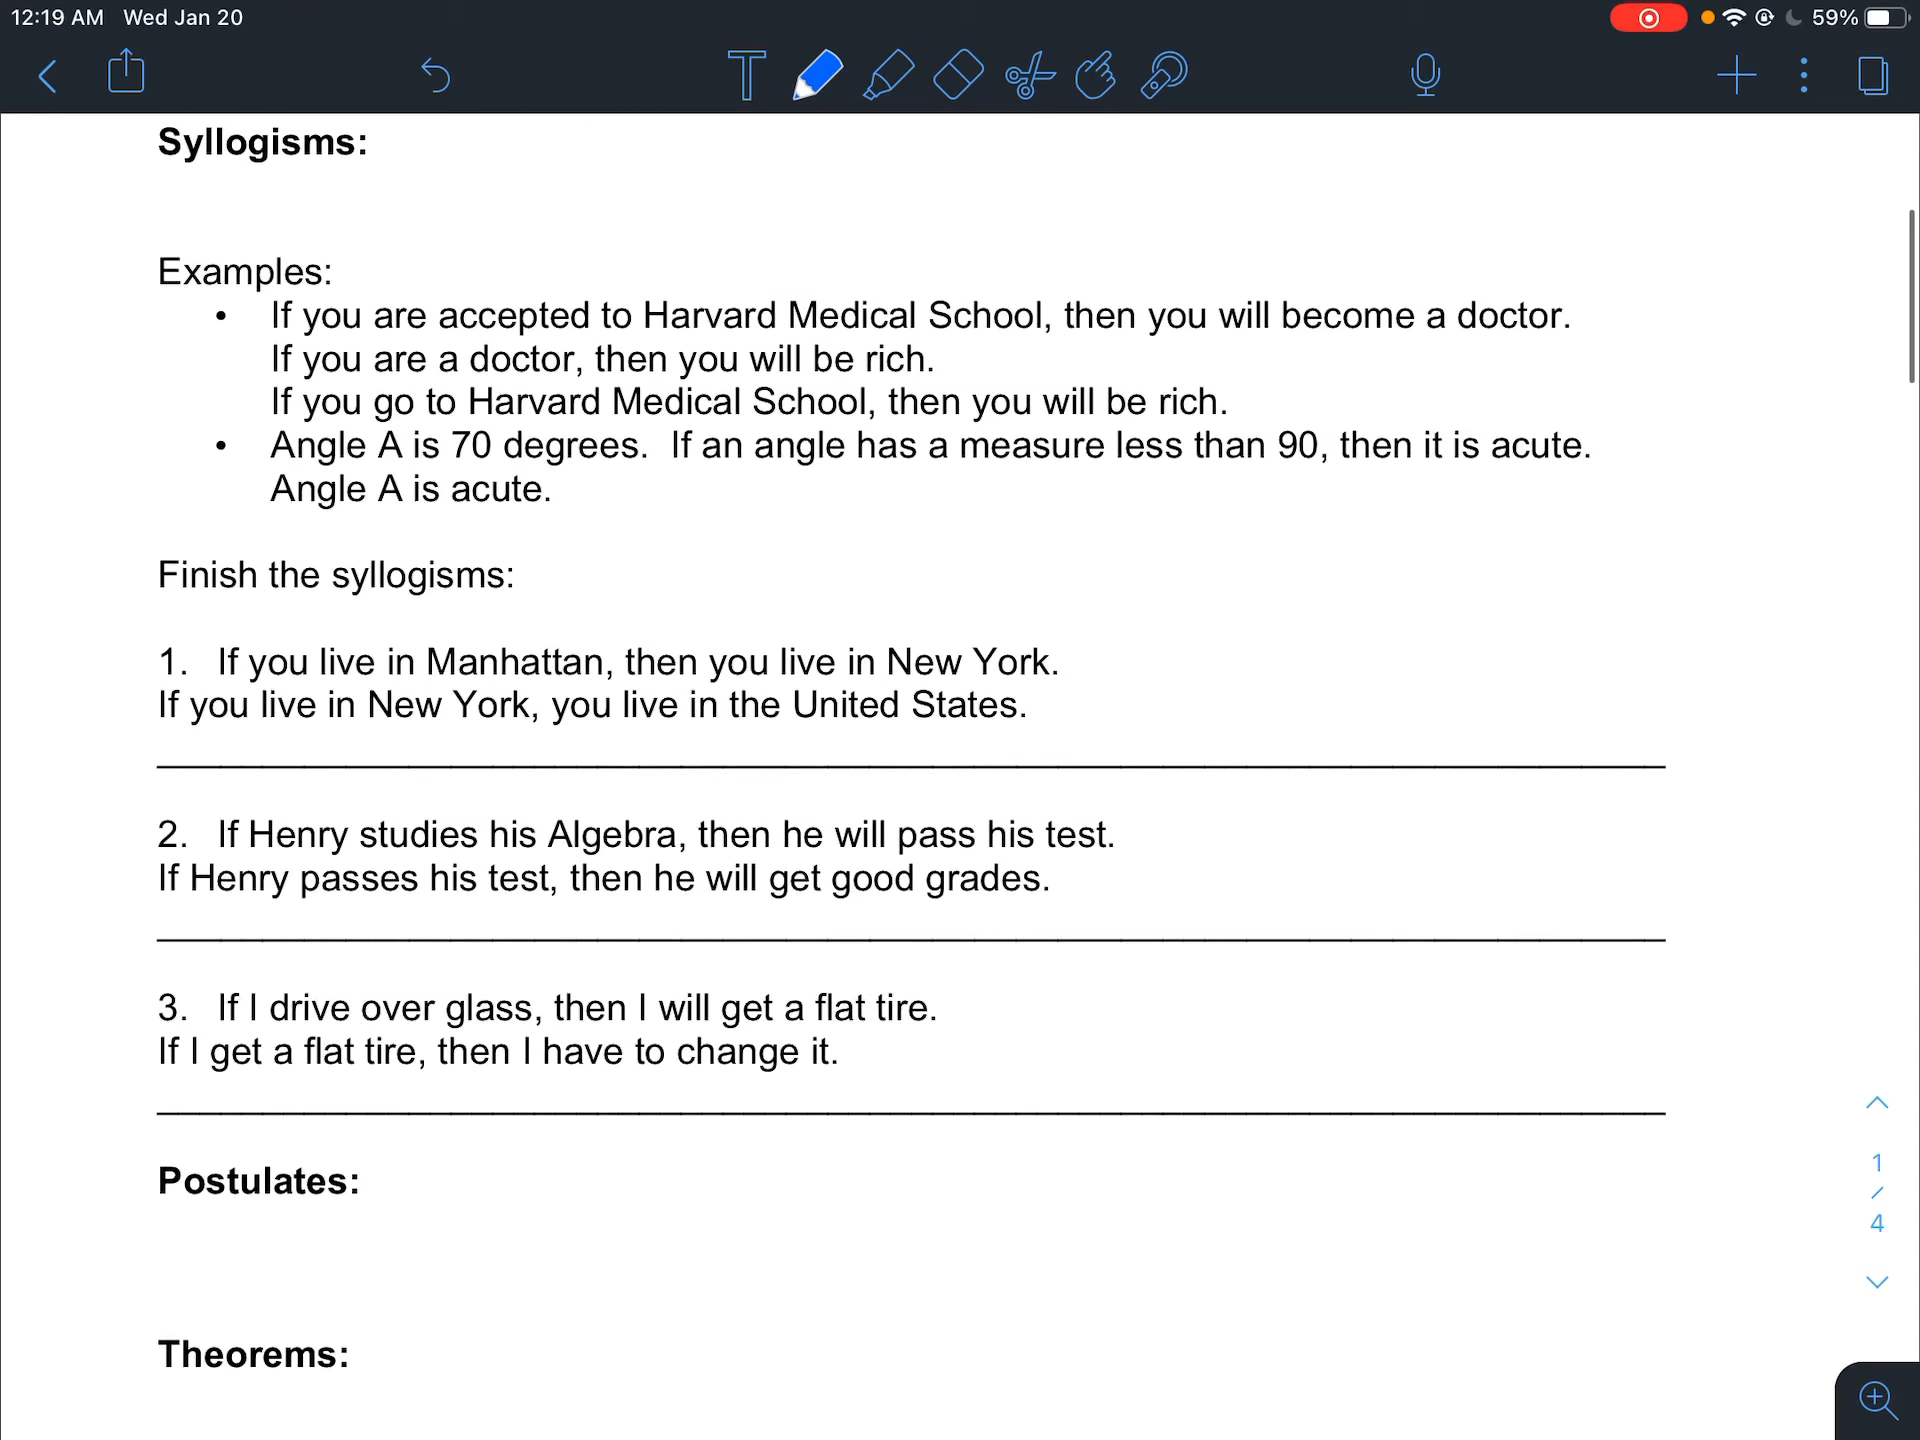 12:19 AM Wed Jan 20
59%
T
Syllogisms:
Examples:
• If you are accepted to Harvard Medical School, then you will become a doctor.
If you are a doctor, then you will be rich.
If you go to Harvard Medical School, then you will be rich.
• Angle A is 70 degrees. If an angle has a measure less than 90, then it is acute.
Angle A is acute.
Finish the syllogisms:
1. If you live in Manhattan, then you live in New York.
If you live in New York, you live in the United States.
2. If Henry studies his Algebra, then he will pass his test.
If Henry passes his test, then he will get good grades.
3. If I drive over glass, then I will get a flat tire.
If I get a flat tire, then I have to change it.
Postulates:
1
/
4
Theorems: